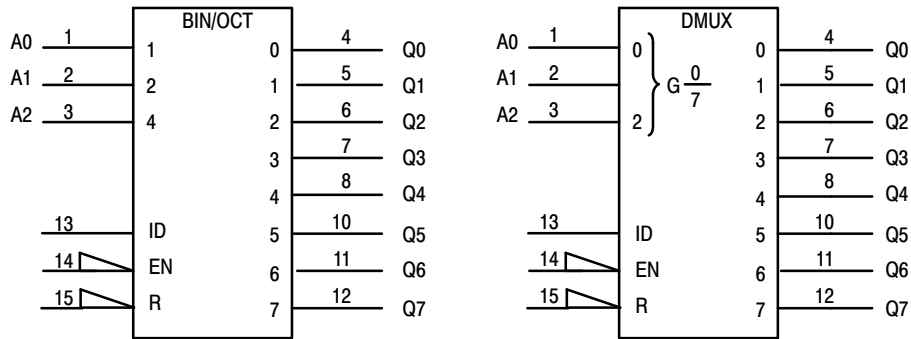 BIN/OCT
A0 1 1 0 4 Q0
A1 2 2 1 5 Q1
A2 3 4 2 6 Q2
3 7 Q3
4 8 Q4
13 ID 5 10 Q5
14 EN 6 11 Q6
15 R 7 12 Q7
DMUX
A0 1 0 0 4 Q0
A1 2 G 0/7 1 5 Q1
A2 3 2 2 6 Q2
3 7 Q3
4 8 Q4
13 ID 5 10 Q5
14 EN 6 11 Q6
15 R 7 12 Q7